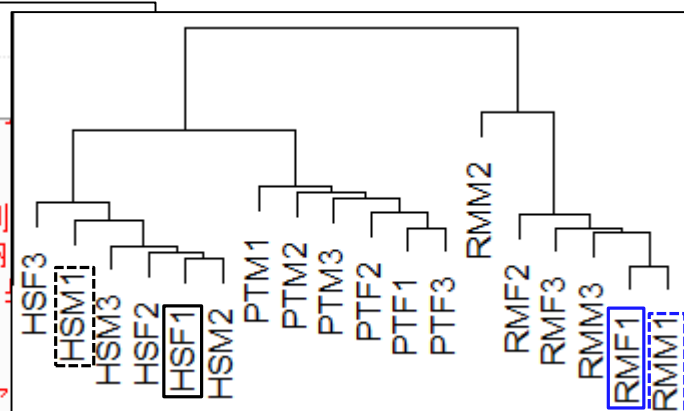 HSF3
HSM1
HSM3
HSF2
HSF1
HSM2
PTM1
PTM2
PTM3
PTF2
PTF1
PTF3
RMM2
RMF2
RMF3
RMM3
RMF1
RMM1